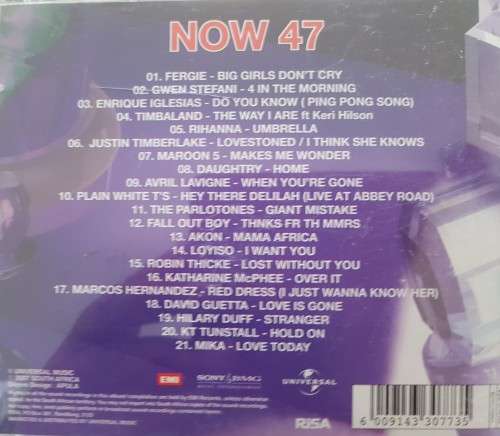 NOW 47
01. FERGIE - BIG GIRLS DON'T CRY
02. GWEN STEFANI - 4 IN THE MORNING
03. ENRIQUE IGLESIAS - DO YOU KNOW ( PING PONG SONG)
04. TIMBALAND - THE WAY I ARE ft Keri Hilson
05. RIHANNA - UMBRELLA
06. JUSTIN TIMBERLAKE - LOVESTONED / I THINK SHE KNOWS
07. MAROON 5 - MAKES ME WONDER
08. DAUGHTRY - HOME
09. AVRIL LAVIGNE - WHEN YOU'RE GONE
10. PLAIN WHITE T'S - HEY THERE DELILAH (LIVE AT ABBEY ROAD)
11. THE PARLOTONES - GIANT MISTAKE
12. FALL OUT BOY - THNKS FR TH MMRS
13. AKON - MAMA AFRICA
14. LOYISO - I WANT YOU
15. ROBIN THICKE - LOST WITHOUT YOU
16. KATHARINE McPHEE - OVER IT
17. MARCOS HERNANDEZ - RED DRESS (I JUST WANNA KNOW HER)
18. DAVID GUETTA - LOVE IS GONE
19. HILARY DUFF - STRANGER
20. KT TUNSTALL - HOLD ON
21. MIKA - LOVE TODAY
UNIVERSAL MUSIC
SOUTH AFRICA
EMI
SONY BMG
MUSIC ENTERTAINMENT
UNIVERSAL
RISA
6 009143 307735